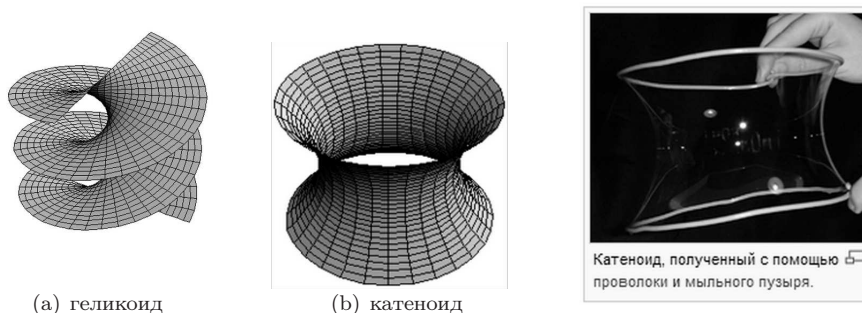 (a) геликоид
(b) катеноид
Катеноид, полученный с помощью
проволоки и мыльного пузыря.